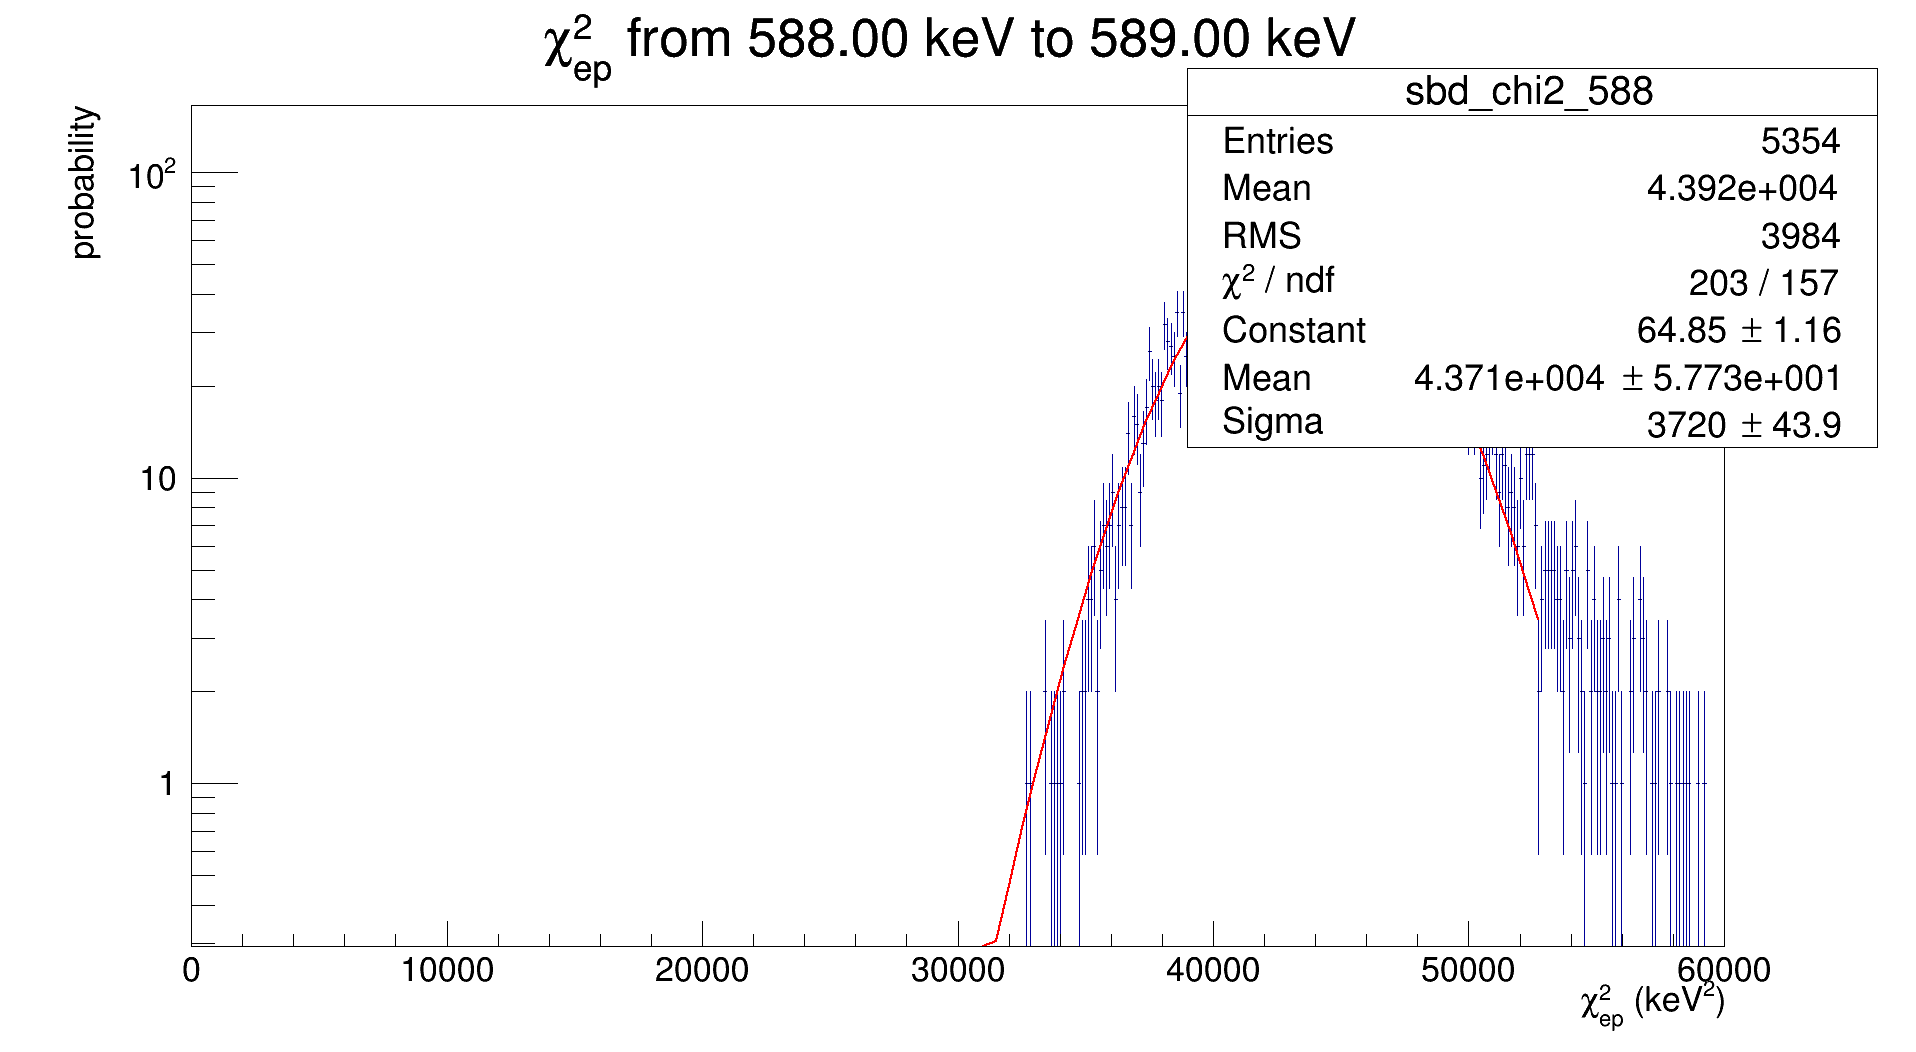 χ²ep from 588.00 keV to 589.00 keV
probability
sbd_chi2_588
Entries 5354
Mean 4.392e+004
RMS 3984
χ² / ndf 203 / 157
Constant 64.85 ± 1.16
Mean 4.371e+004 ± 5.773e+001
Sigma 3720 ± 43.9
10²
10
1
0 10000 20000 30000 40000 50000 60000
χ²ep (keV²)